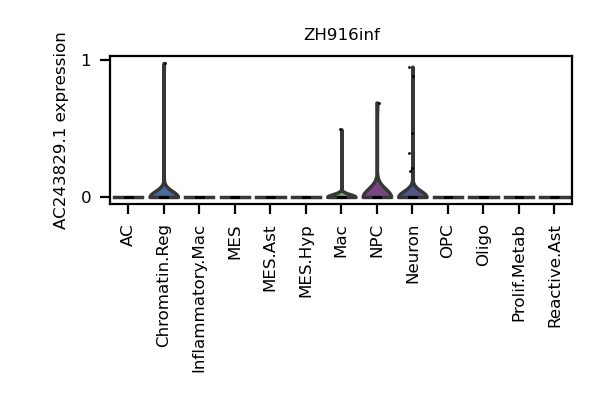 ZH916inf
AC243829.1 expression
1
0
AC
Chromatin.Reg
Inflammatory.Mac
MES
MES.Ast
MES.Hyp
Mac
NPC
Neuron
OPC
Oligo
Prolif.Metab
Reactive.Ast